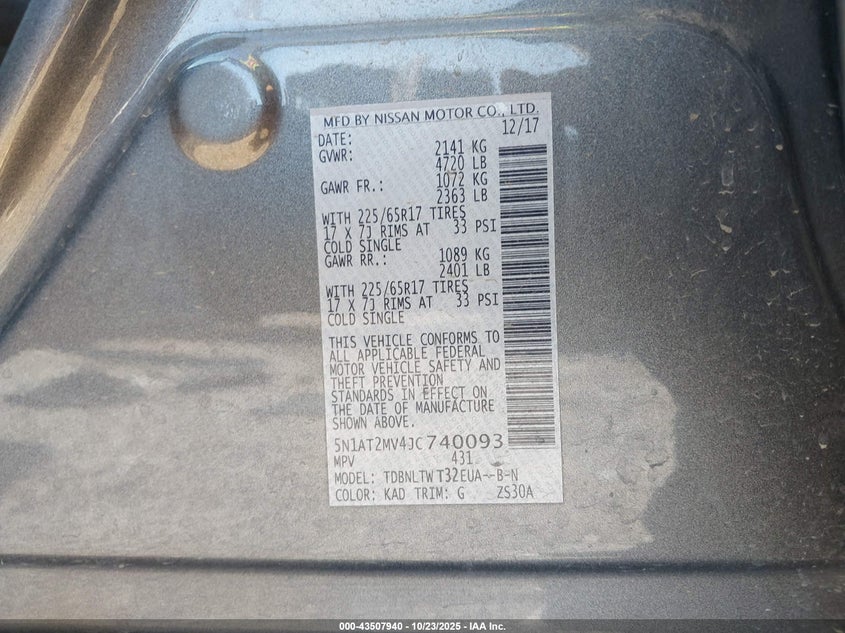 MFD BY NISSAN MOTOR CO., LTD.
DATE: 12/17
GVWR: 2141 KG
4720 LB
GAWR FR.: 1072 KG
2363 LB
WITH 225/65R17 TIRES
17 X 7J RIMS AT 33 PSI
COLD SINGLE
GAWR RR.: 1089 KG
2401 LB
WITH 225/65R17 TIRES
17 X 7J RIMS AT 33 PSI
COLD SINGLE
THIS VEHICLE CONFORMS TO
ALL APPLICABLE FEDERAL
MOTOR VEHICLE SAFETY AND
THEFT PREVENTION
STANDARDS IN EFFECT ON
THE DATE OF MANUFACTURE
SHOWN ABOVE.
5N1AT2MV4JC740093
MPV 431
MODEL: TDBNLTW T32EUA--B-N
COLOR: KAD TRIM: G ZS30A
000-43507940 • 10/23/2025 • IAA Inc.